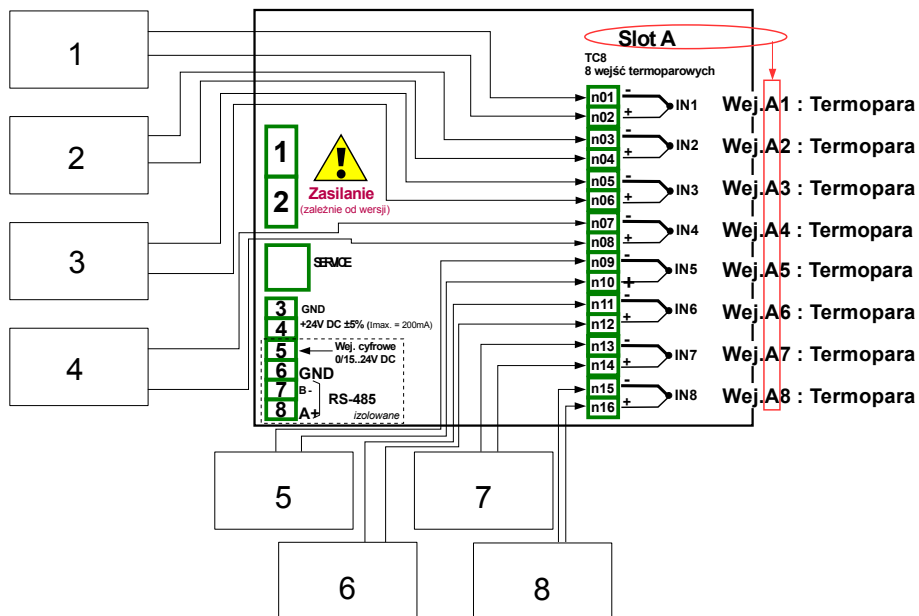 Slot A
TC8
8 wejść termoparowych
1
2
3
4
n01 - IN1 Wej.A1 : Termopara
n02 +
n03 - IN2 Wej.A2 : Termopara
n04 +
n05 - IN3 Wej.A3 : Termopara
n06 +
n07 - IN4 Wej.A4 : Termopara
n08 +
n09 - IN5 Wej.A5 : Termopara
n10 +
n11 - IN6 Wej.A6 : Termopara
n12 +
n13 - IN7 Wej.A7 : Termopara
n14 +
n15 - IN8 Wej.A8 : Termopara
n16 +
1
2
!
Zasilanie
(zależnie od wersji)
SERVICE
3 GND
4 +24V DC ±5% (Imax. = 200mA)
5 Wej. cyfrowe
0/15..24V DC
6 GND
7 B-
RS-485
8 A+
izolowane
5
7
6
8